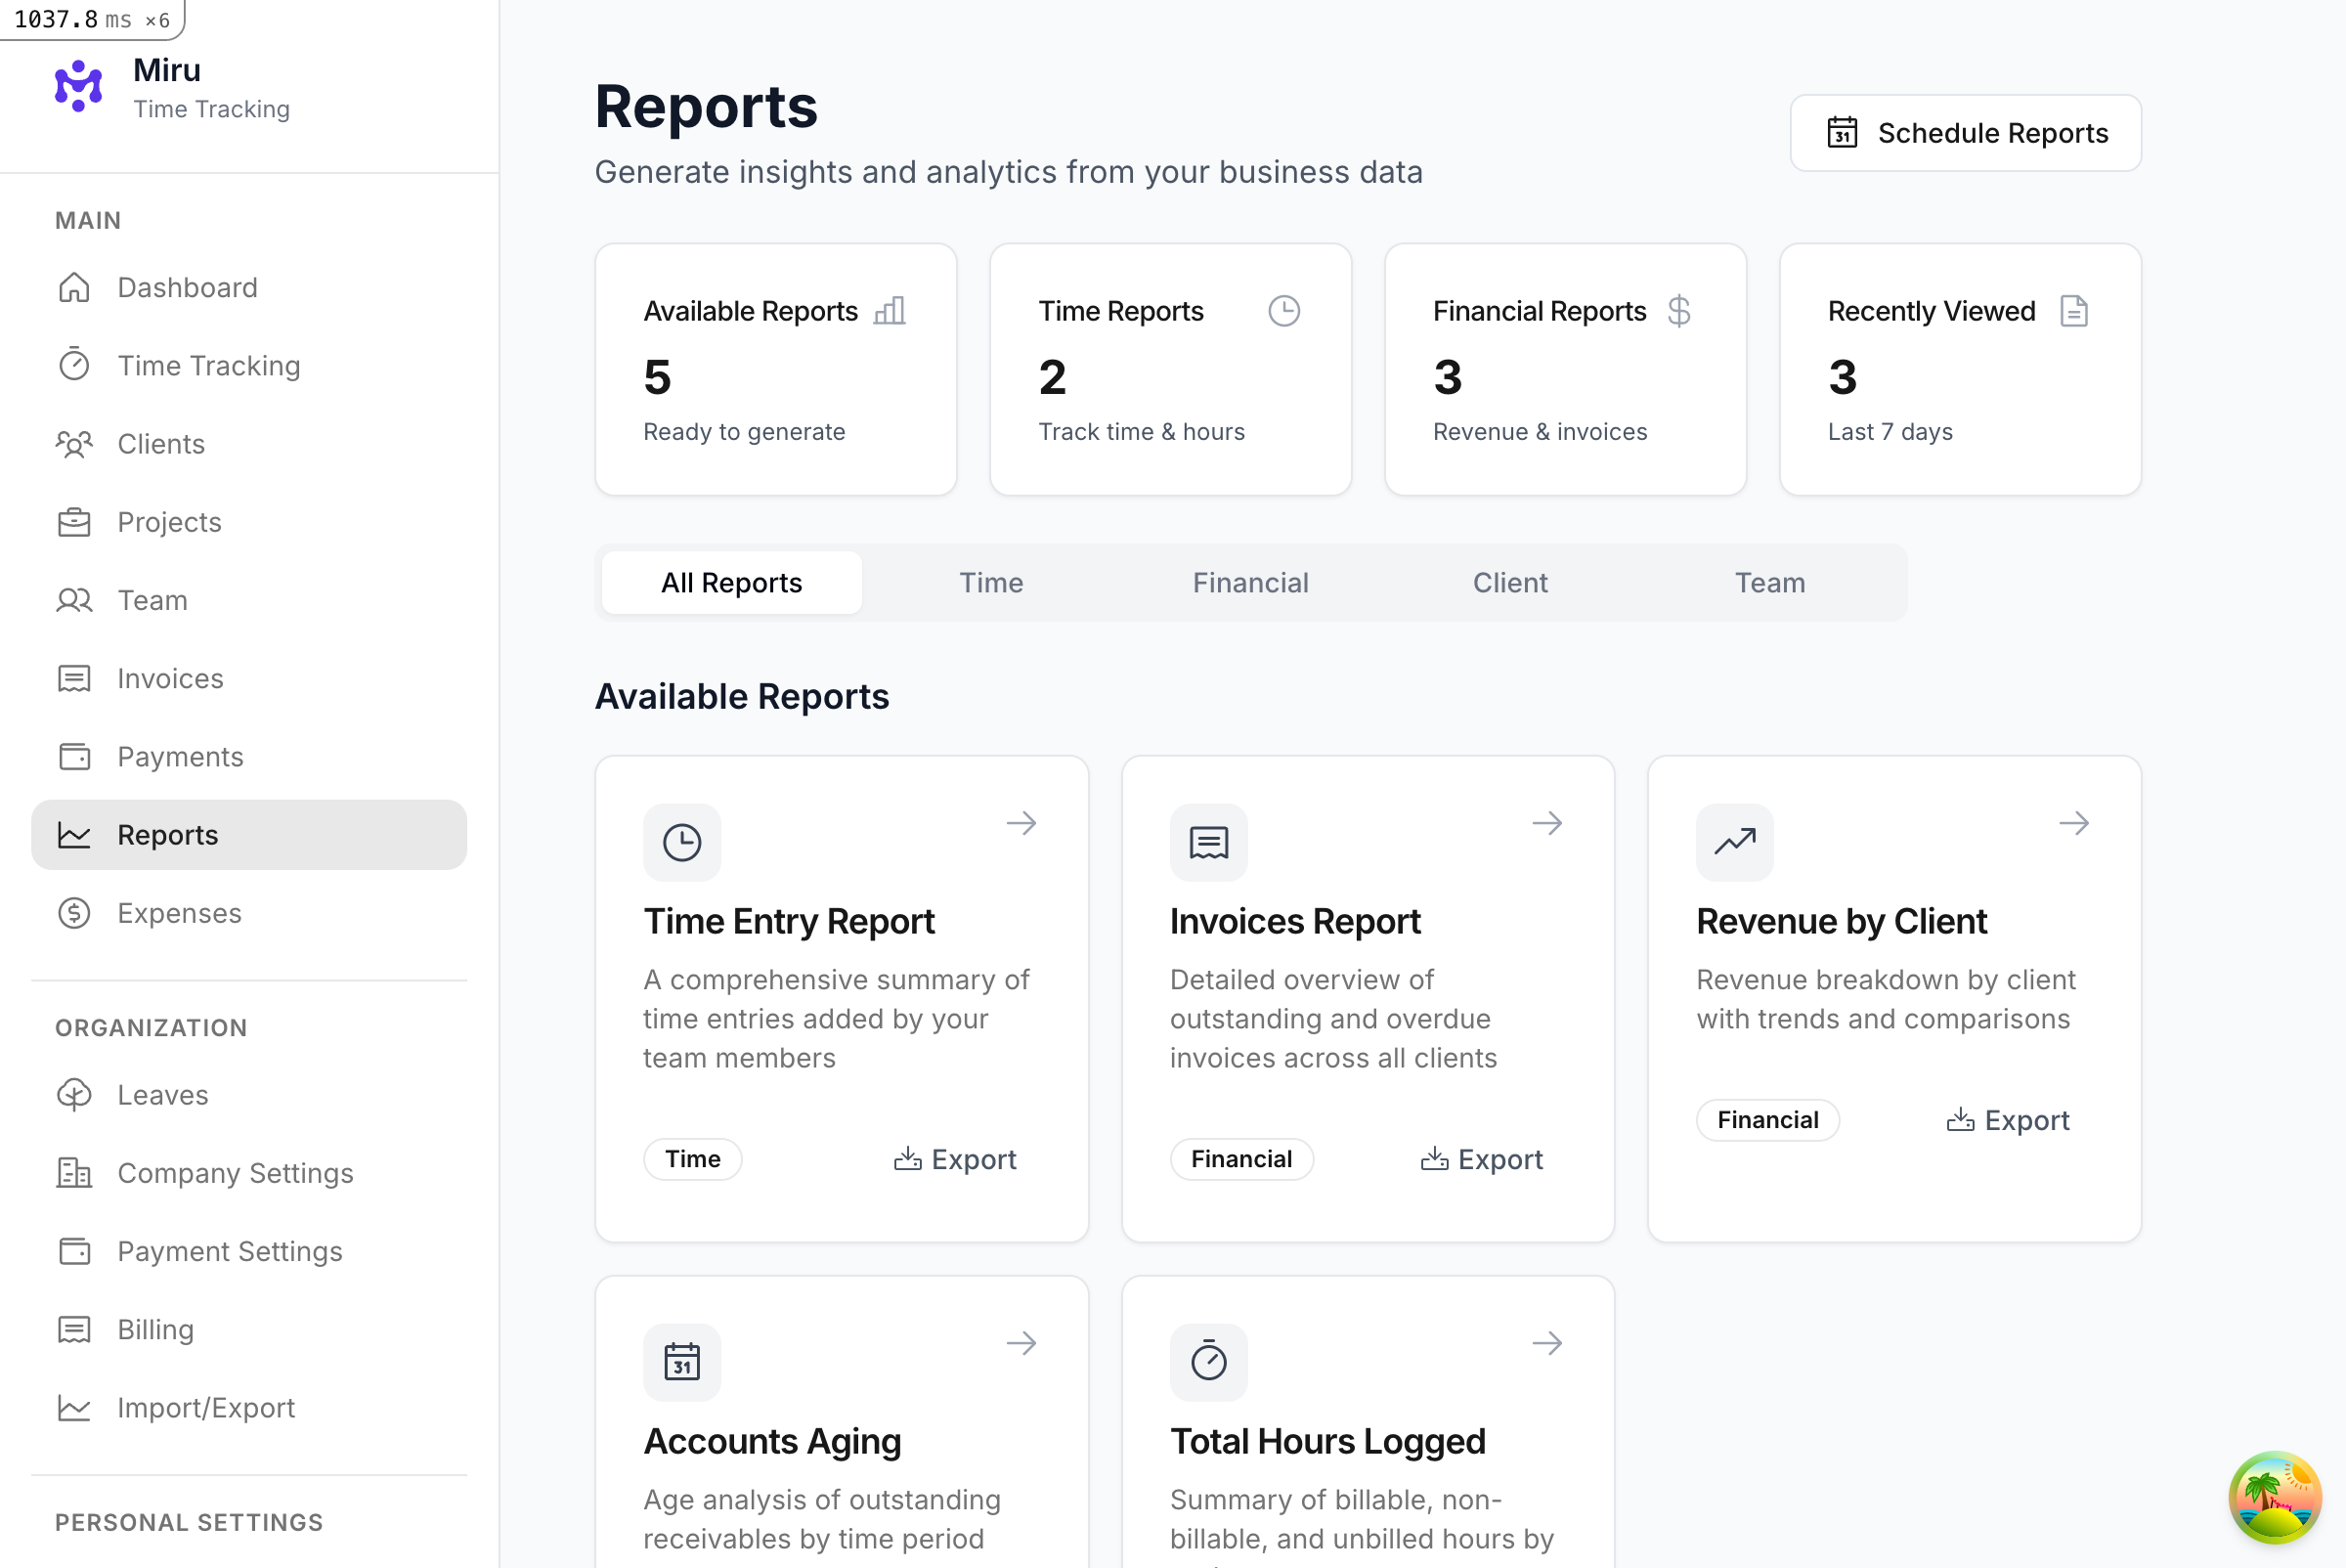 1037.8 ms ×6
Miru
Time Tracking
MAIN
Dashboard
Time Tracking
Clients
Projects
Team
Invoices
Payments
Reports
Expenses
ORGANIZATION
Leaves
Company Settings
Payment Settings
Billing
Import/Export
PERSONAL SETTINGS
Reports
Generate insights and analytics from your business data
31 Schedule Reports
Available Reports
5
Ready to generate
Time Reports
2
Track time & hours
Financial Reports
3
Revenue & invoices
Recently Viewed
3
Last 7 days
All Reports
Time
Financial
Client
Team
Available Reports
Time Entry Report
A comprehensive summary of
time entries added by your
team members
Time
Export
Invoices Report
Detailed overview of
outstanding and overdue
invoices across all clients
Financial
Export
Revenue by Client
Revenue breakdown by client
with trends and comparisons
Financial
Export
31
Accounts Aging
Age analysis of outstanding
receivables by time period
Total Hours Logged
Summary of billable, non-
billable, and unbilled hours by